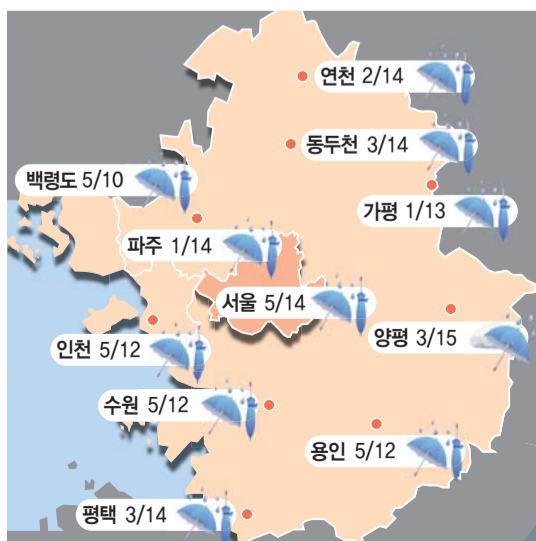 연천 2/14
동두천 3/14
백령도 5/10
가평 1/13
파주 1/14
서울 5/14
양평 3/15
인천 5/12
수원 5/12
용인 5/12
평택 3/14